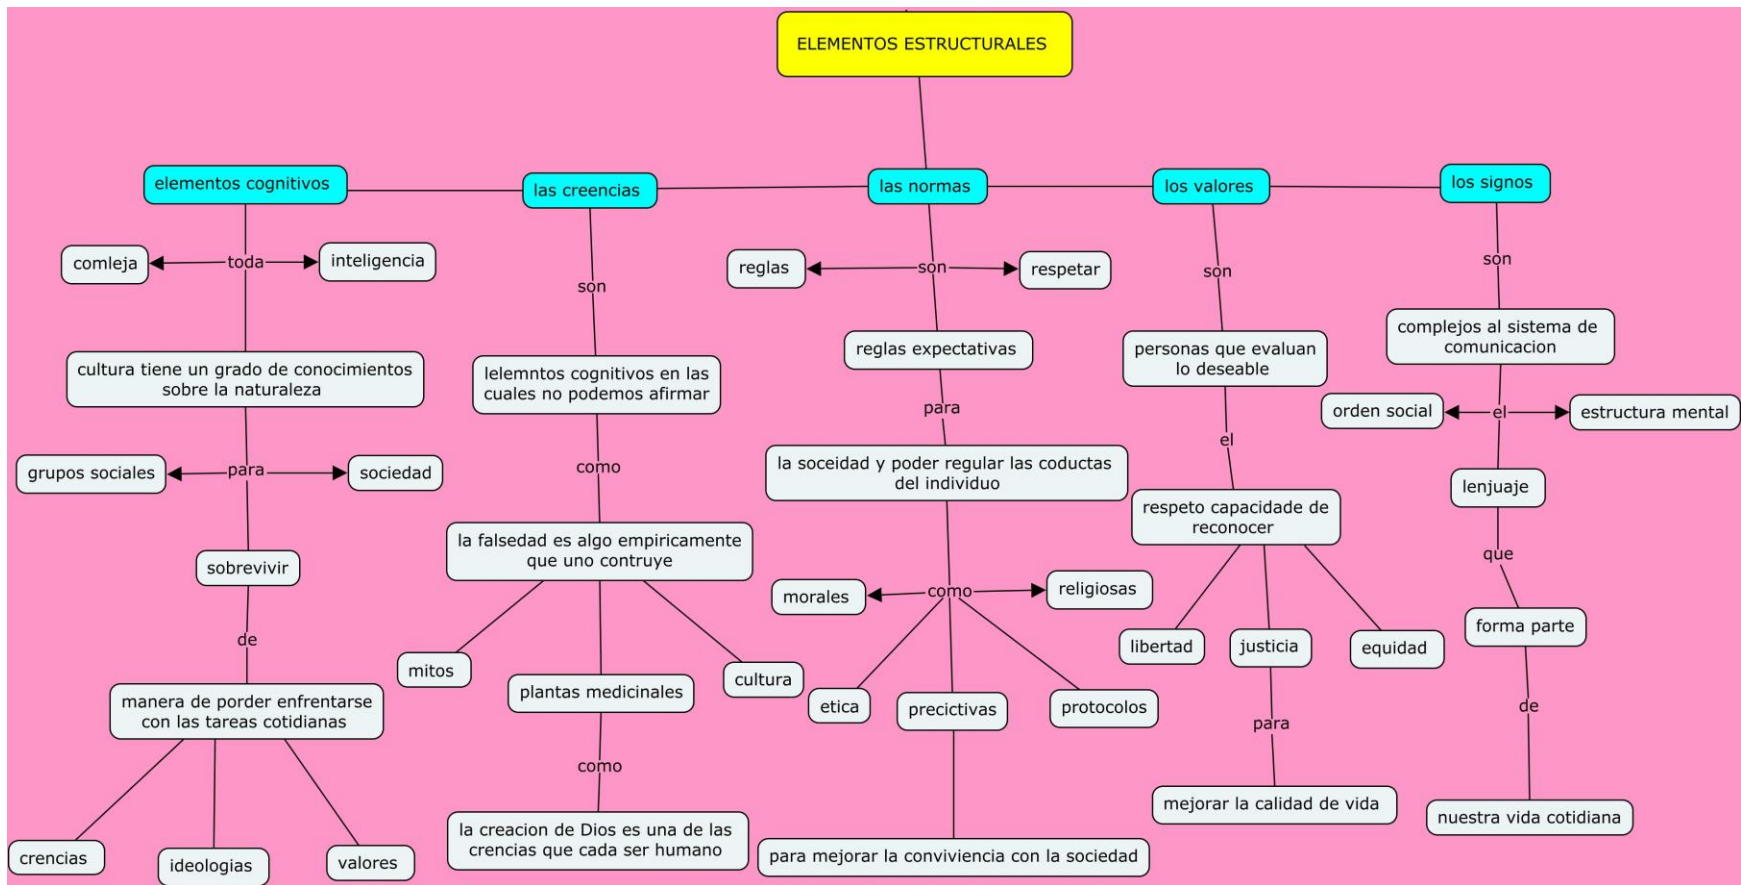 ELEMENTOS ESTRUCTURALES
elementos cognitivos
las creencias
las normas
los valores
los signos
comleja
toda
inteligencia
cultura tiene un grado de conocimientos
sobre la naturaleza
grupos sociales
para
sociedad
sobrevivir
de
manera de porder enfrentarse
con las tareas cotidianas
crencias
ideologias
valores
son
lelemntos cognitivos en las
cuales no podemos afirmar
como
la falsedad es algo empiricamente
que uno contruye
mitos
plantas medicinales
cultura
como
la creacion de Dios es una de las
crencias que cada ser humano
reglas
son
respetar
reglas expectativas
para
la soceidad y poder regular las coductas
del individuo
morales
como
religiosas
etica
precictivas
protocolos
para mejorar la conviviencia con la sociedad
son
personas que evaluan
lo deseable
el
respeto capacidade de
reconocer
libertad
justicia
equidad
para
mejorar la calidad de vida
son
complejos al sistema de
comunicacion
orden social
el
estructura mental
lenjuaje
que
forma parte
de
nuestra vida cotidiana